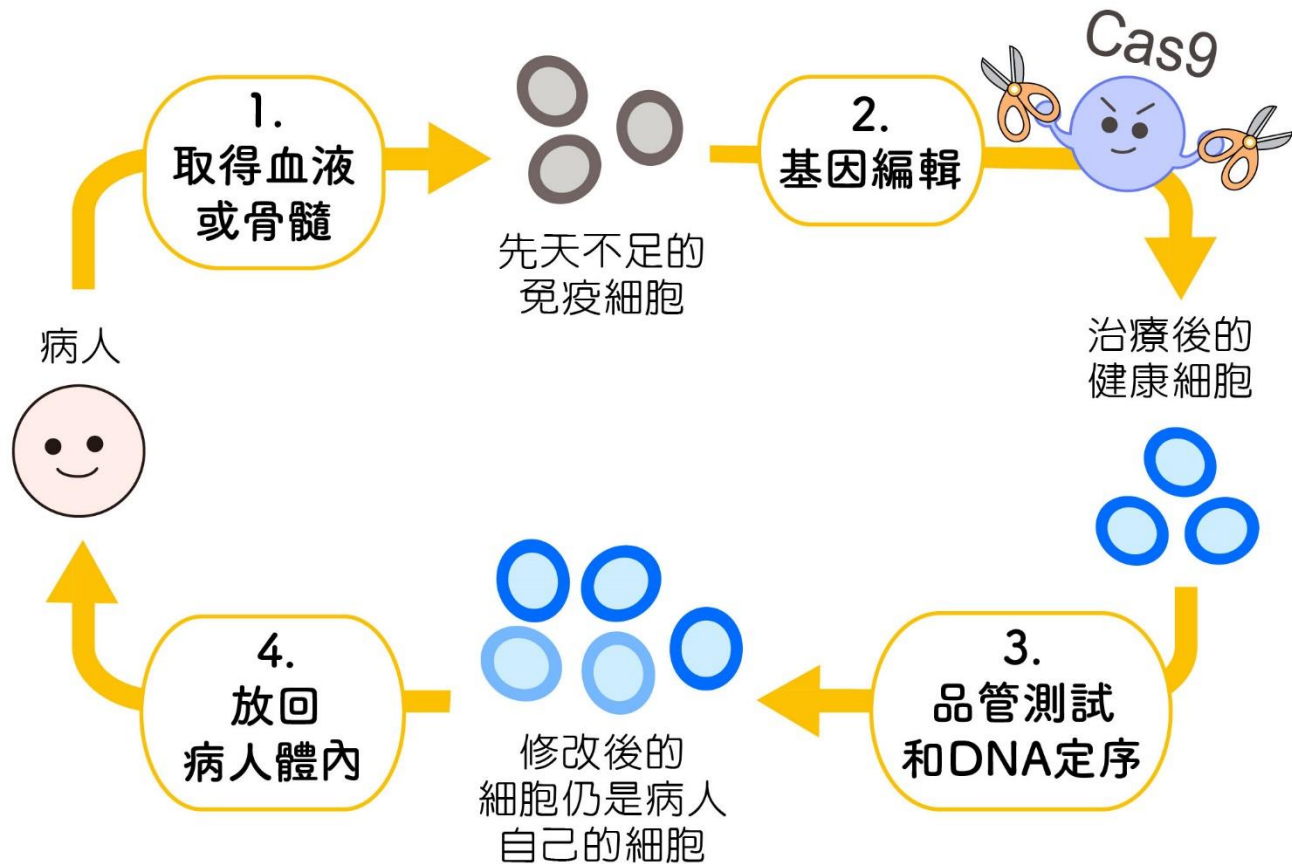 1.
取得血液
或骨髓
先天不足的
免疫細胞
2.
基因編輯
Cas9
治療後的
健康細胞
3.
品管測試
和DNA定序
修改後的
細胞仍是病人
自己的細胞
4.
放回
病人體內
病人